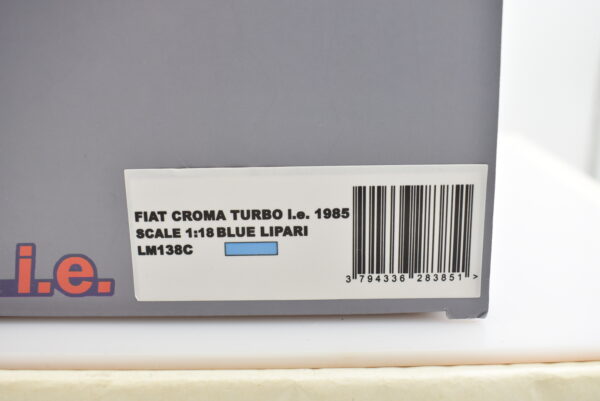 FIAT CROMA TURBO i.e. 1985
SCALE 1:18 BLUE LIPARI
LM138C
3 794336 283851 >
i.e.